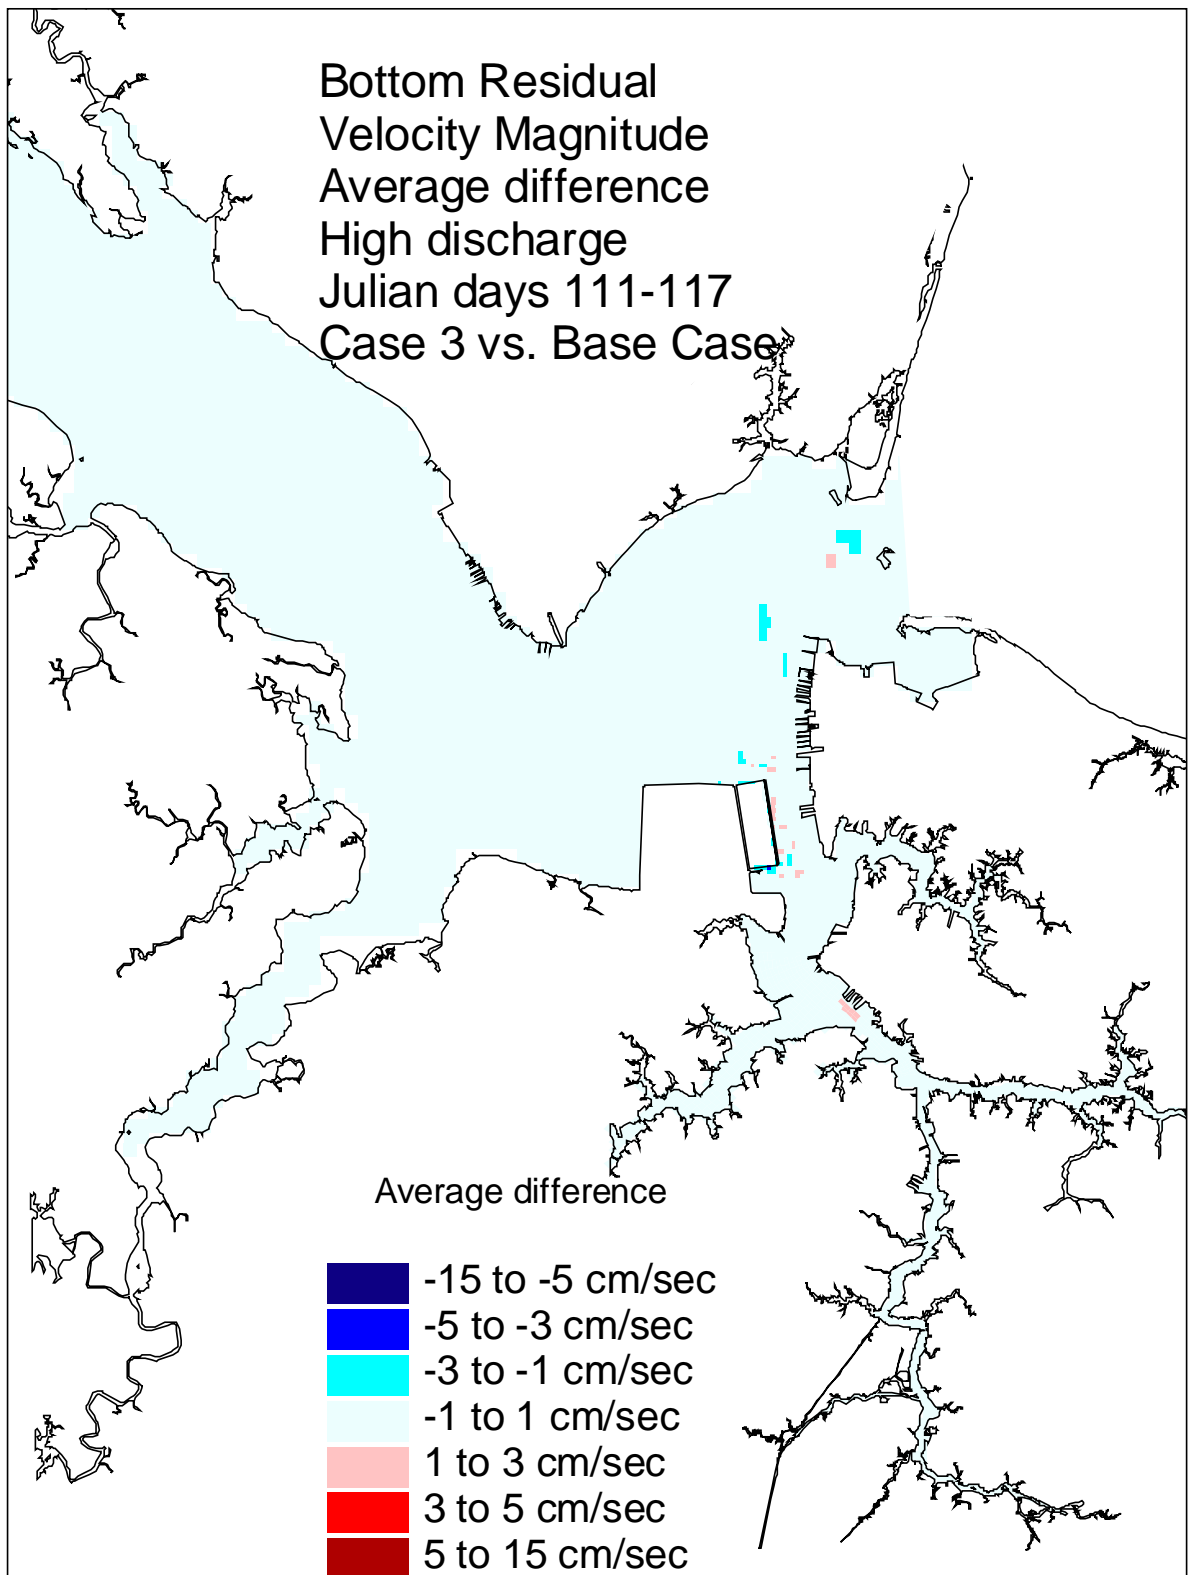 Bottom Residual
Velocity Magnitude
Average difference
High discharge
Julian days 111-117
Case 3 vs. Base Case
Average difference
-15 to -5 cm/sec
-5 to -3 cm/sec
-3 to -1 cm/sec
-1 to 1 cm/sec
1 to 3 cm/sec
3 to 5 cm/sec
5 to 15 cm/sec